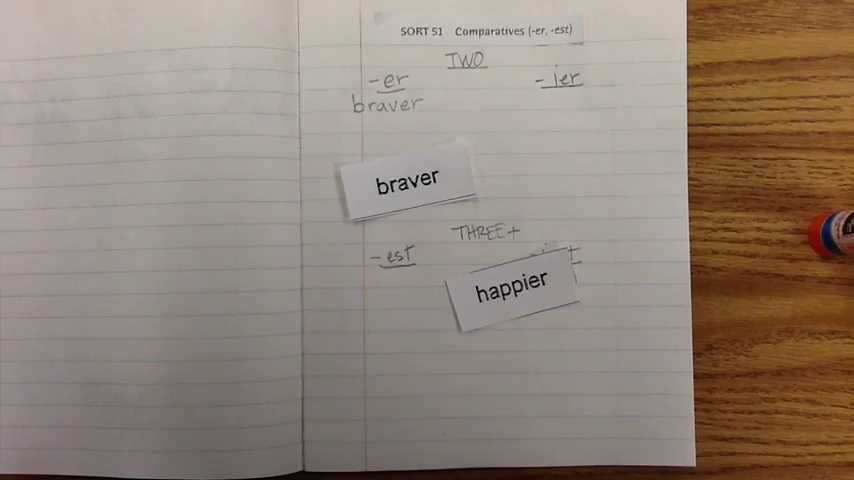 SORT 51 Comparatives (-er, -est)
TWO
-er -ier
braver
braver
THREE+
-est
happier